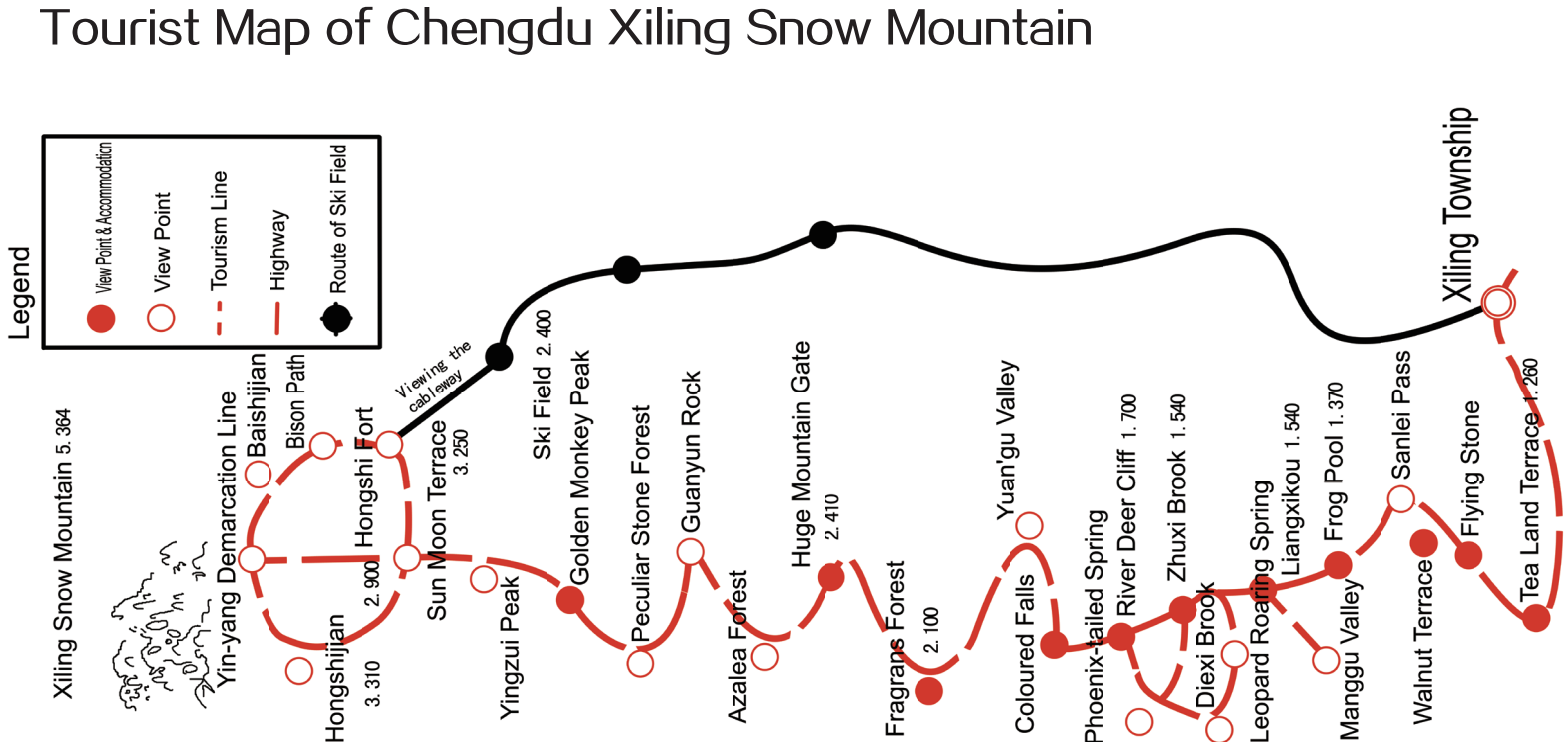 Tourist Map of Chengdu Xiling Snow Mountain
Legend
View Point & Accommodation
View Point
Tourism Line
Highway
Route of Ski Field
Xiling Snow Mountain 5. 364
Yin-yang Demarcation Line
Baishijian
Bison Path
Hongshi Fort
2. 900
Hongshijian
3. 310
Viewing the
cableway
Sun Moon Terrace
3. 250
Yingzui Peak
Ski Field 2. 400
Golden Monkey Peak
Peculiar Stone Forest
Guanyun Rock
Azalea Forest
Huge Mountain Gate
2. 410
Fragrans Forest
2. 100
Yuan'gu Valley
Coloured Falls
Phoenix-tailed Spring
River Deer Cliff 1. 700
Zhuxi Brook 1. 540
Diexi Brook
Leopard Roaring Spring
Liangxikou 1. 540
Frog Pool 1. 370
Manggu Valley
Sanlei Pass
Walnut Terrace
Flying Stone
Tea Land Terrace 1. 260
Xiling Township